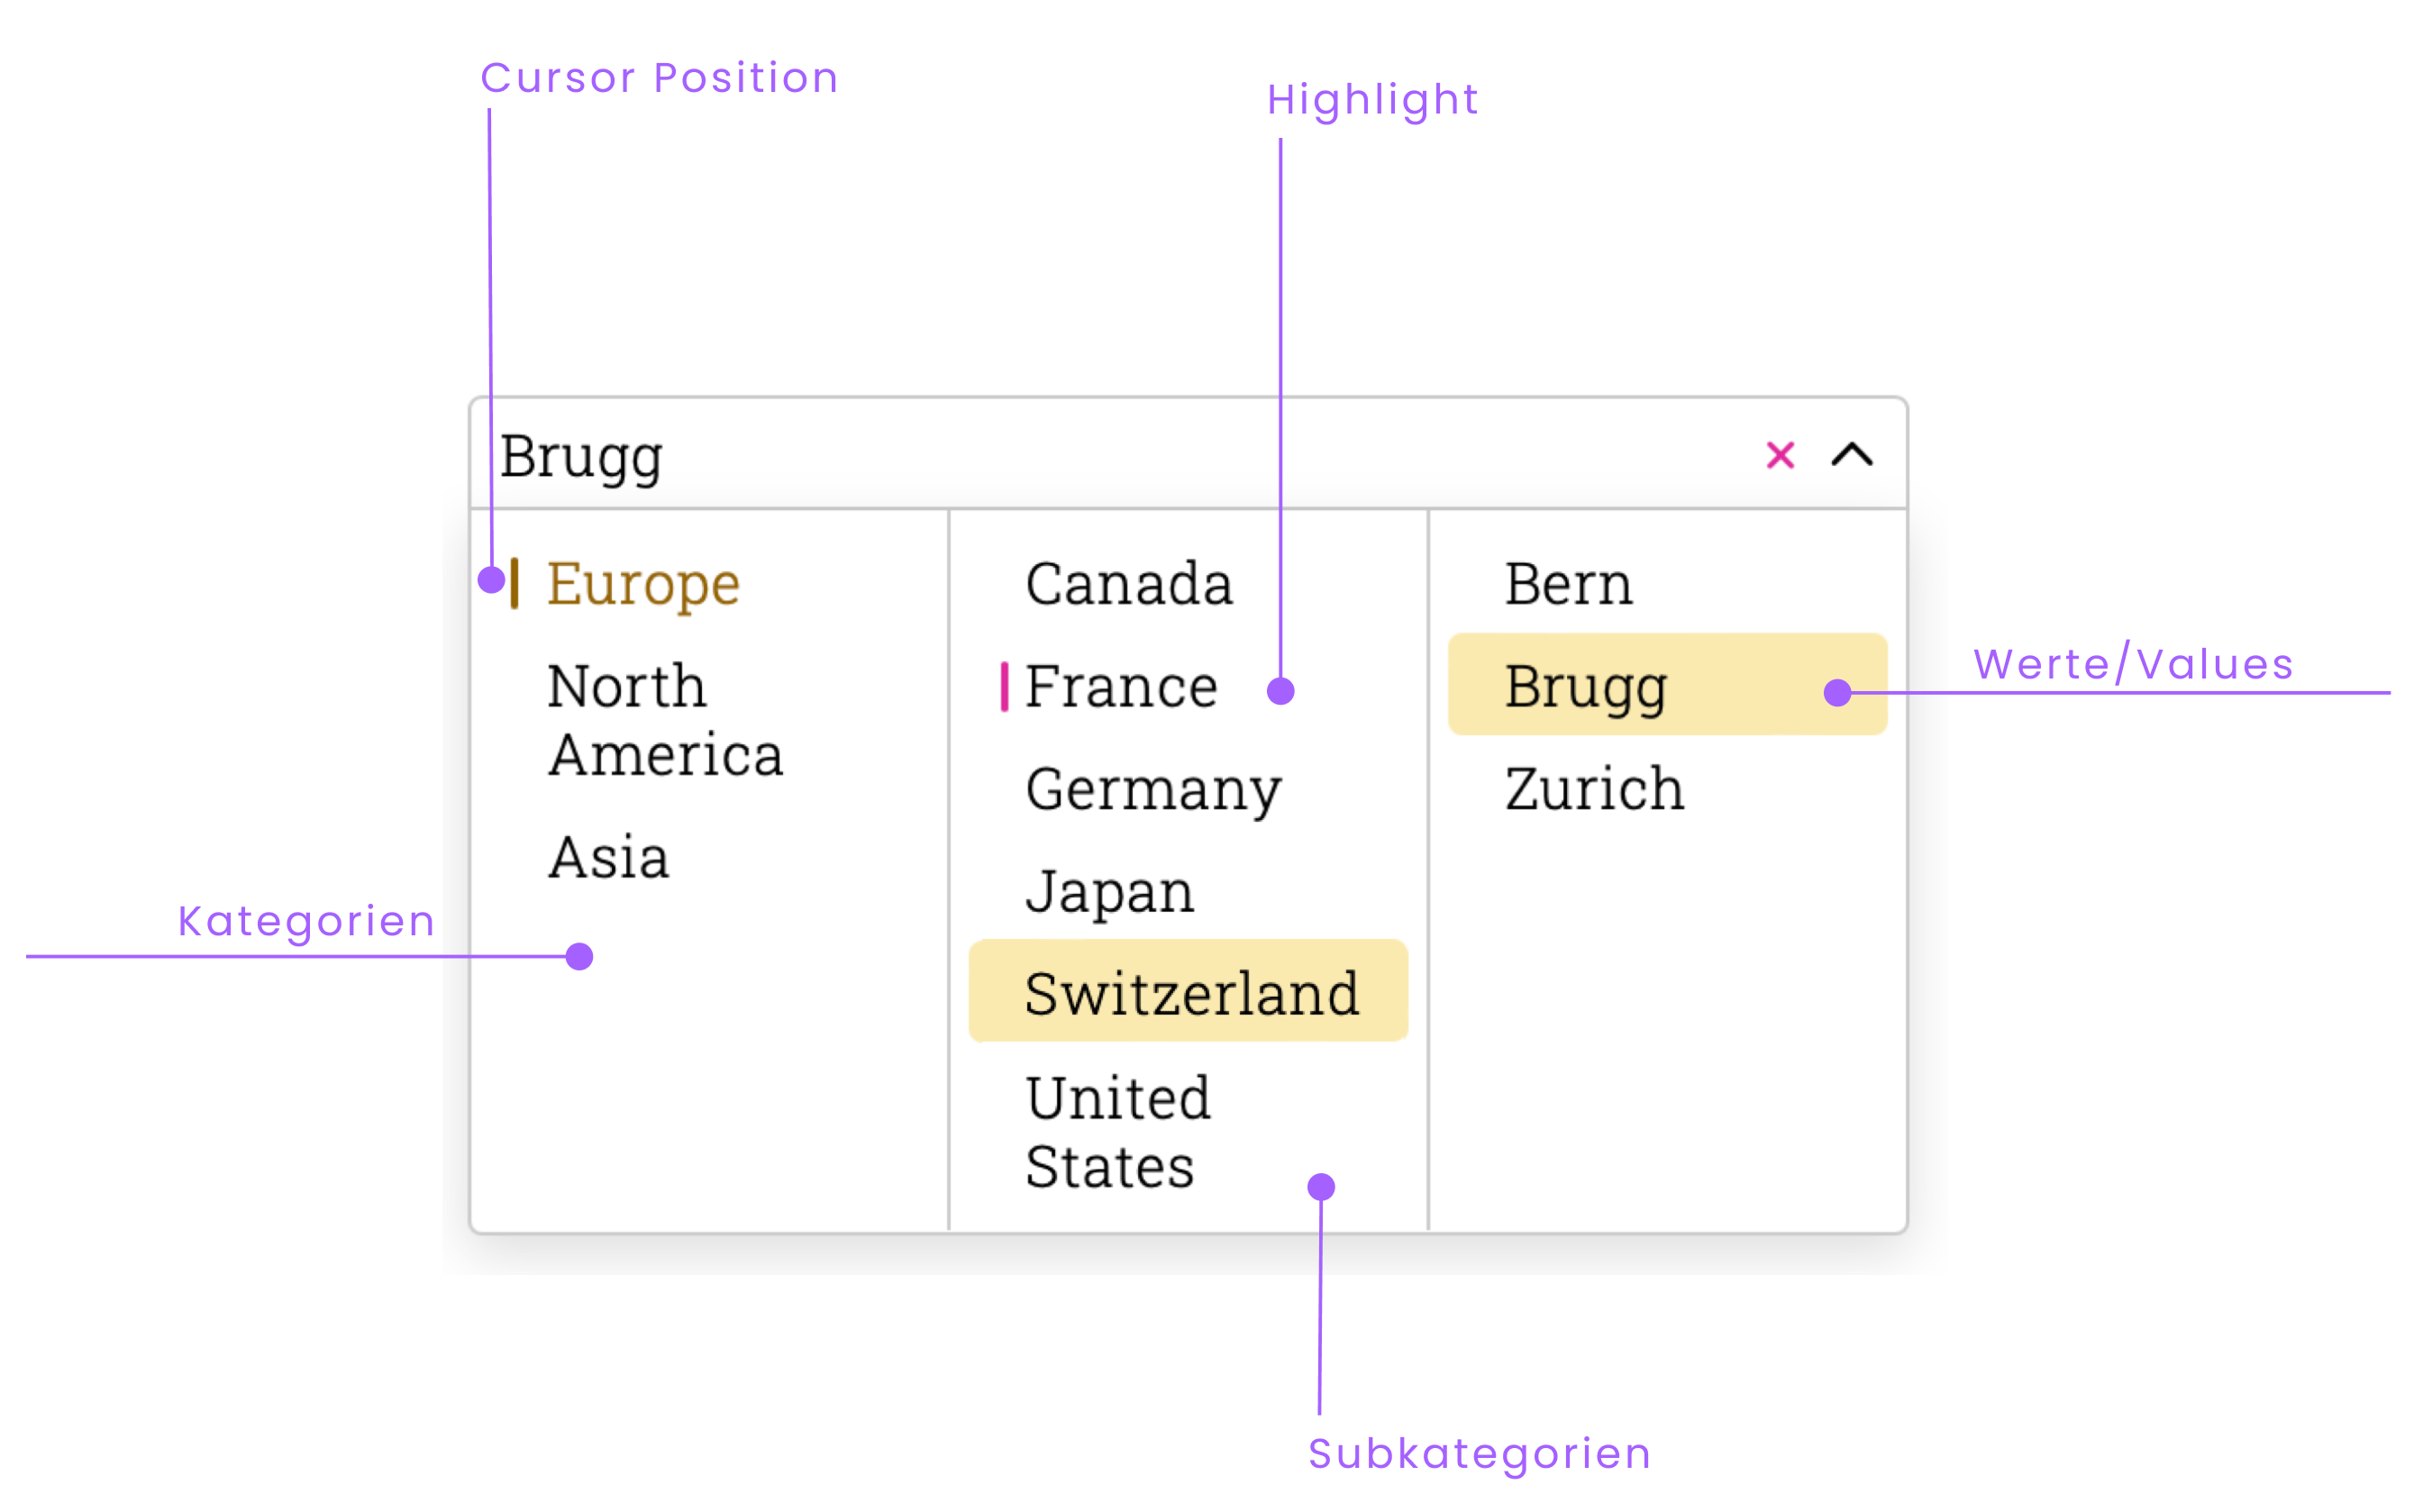 Cursor Position
Highlight
Brugg
Europe
North
America
Asia
Canada
France
Germany
Japan
Switzerland
United
States
Bern
Brugg
Zurich
Werte/Values
Kategorien
Subkategorien